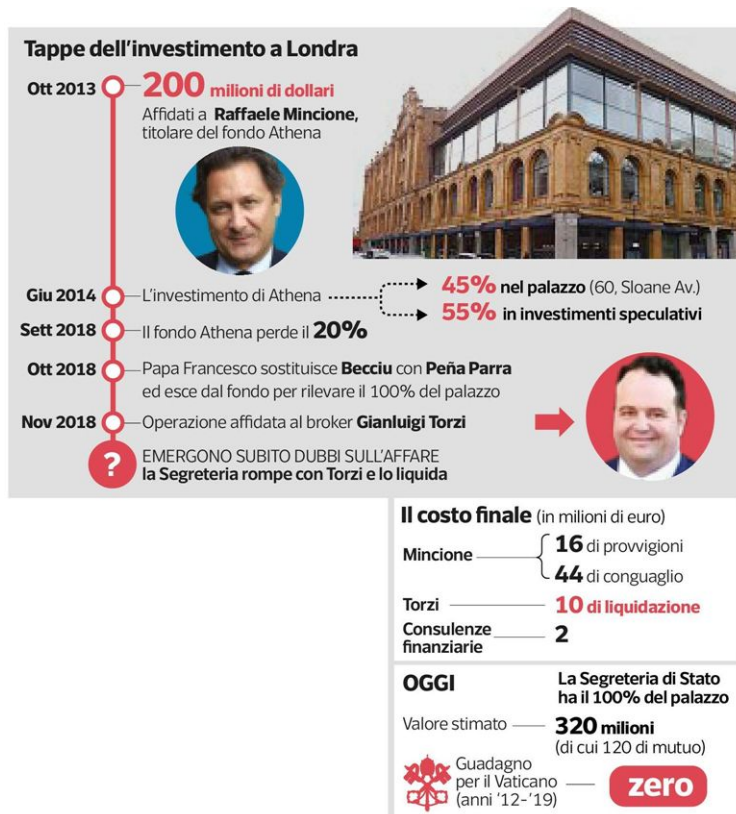 Tappe dell'investimento a Londra
Ott 2013
200 milioni di dollari
Affidati a Raffaele Mincione,
titolare del fondo Athena
Giu 2014
L'investimento di Athena
45% nel palazzo (60, Sloane Av.)
55% in investimenti speculativi
Sett 2018
Il fondo Athena perde il 20%
Ott 2018
Papa Francesco sostituisce Becciu con Peña Parra
ed esce dal fondo per rilevare il 100% del palazzo
Nov 2018
Operazione affidata al broker Gianluigi Torzi
?
EMERGONO SUBITO DUBBI SULL'AFFARE
la Segreteria rompe con Torzi e lo liquida
Il costo finale (in milioni di euro)
Mincione
16 di provvigioni
44 di conguaglio
Torzi
10 di liquidazione
Consulenze
finanziarie
2
OGGI
La Segreteria di Stato
ha il 100% del palazzo
Valore stimato
320 milioni
(di cui 120 di mutuo)
Guadagno
per il Vaticano
(anni '12-'19)
zero